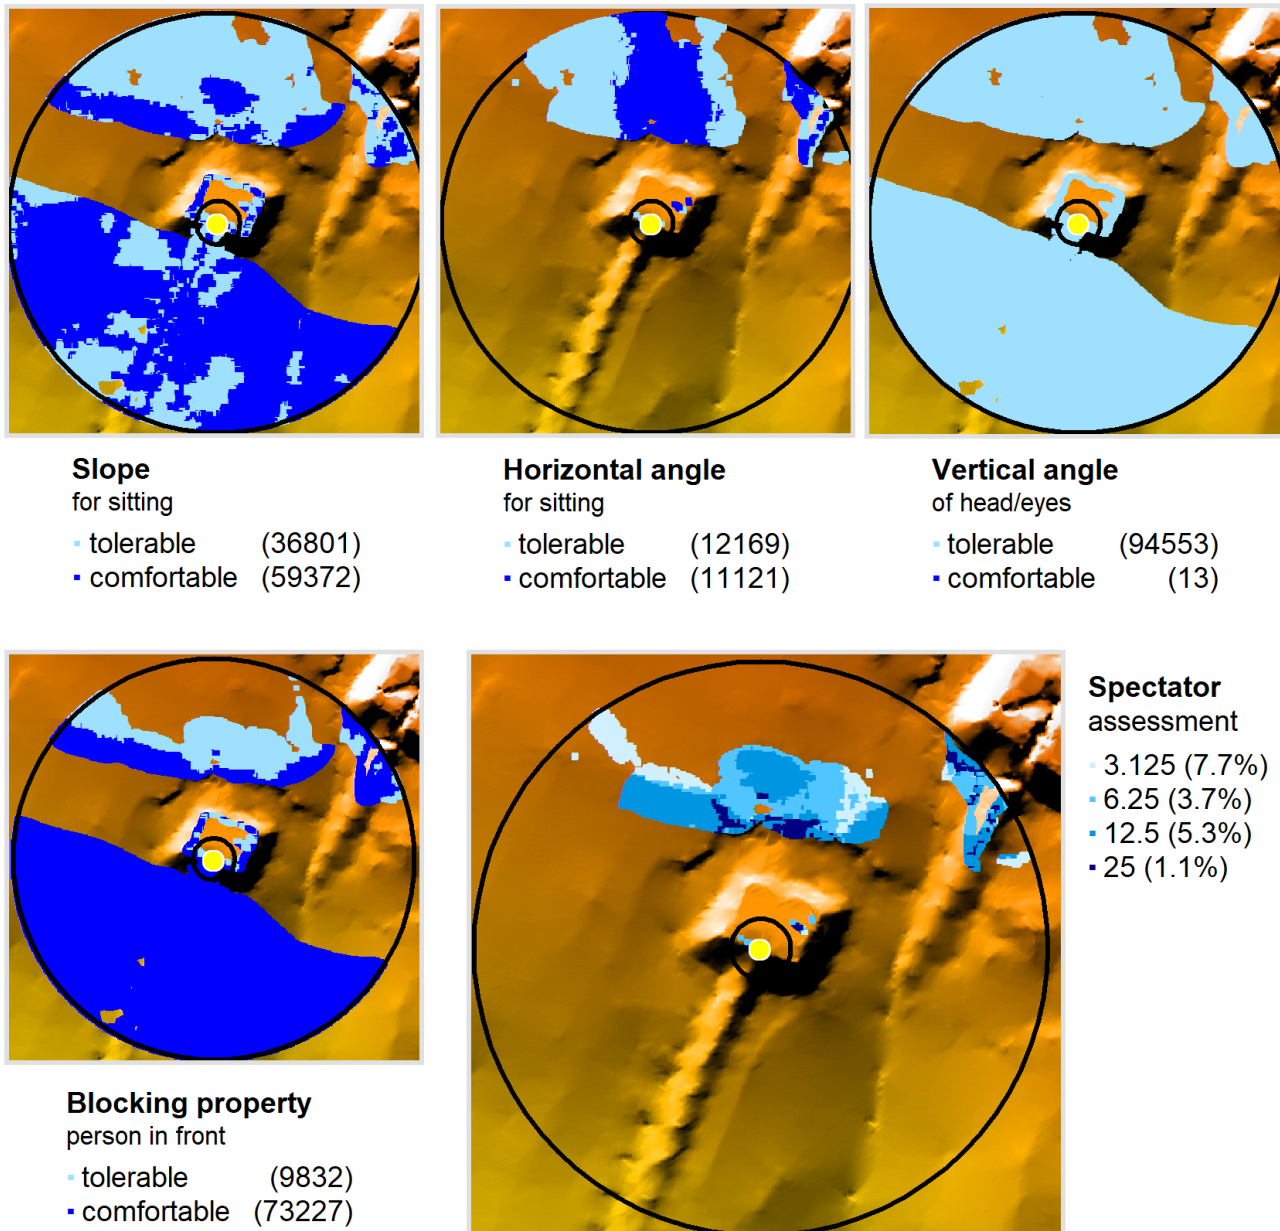 Slope
for sitting
tolerable (36801)
comfortable (59372)
Horizontal angle
for sitting
tolerable (12169)
comfortable (11121)
Vertical angle
of head/eyes
tolerable (94553)
comfortable (13)
Blocking property
person in front
tolerable (9832)
comfortable (73227)
Spectator
assessment
3.125 (7.7%)
6.25 (3.7%)
12.5 (5.3%)
25 (1.1%)